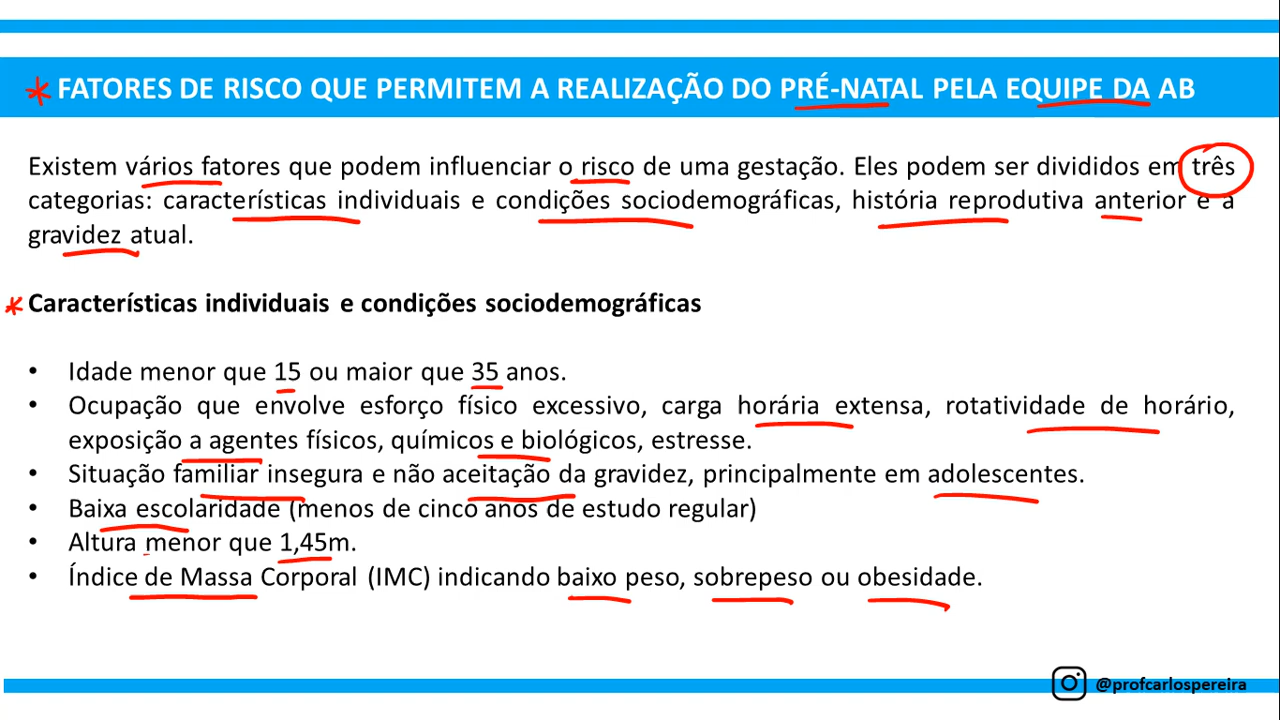 FATORES DE RISCO QUE PERMITEM A REALIZAÇÃO DO PRÉ-NATAL PELA EQUIPE DA AB
Existem vários fatores que podem influenciar o risco de uma gestação. Eles podem ser divididos em três
categorias: características individuais e condições sociodemográficas, história reprodutiva anterior e a
gravidez atual.
Características individuais e condições sociodemográficas
• Idade menor que 15 ou maior que 35 anos.
• Ocupação que envolve esforço físico excessivo, carga horária extensa, rotatividade de horário,
exposição a agentes físicos, químicos e biológicos, estresse.
• Situação familiar insegura e não aceitação da gravidez, principalmente em adolescentes.
• Baixa escolaridade (menos de cinco anos de estudo regular)
• Altura menor que 1,45m.
• Índice de Massa Corporal (IMC) indicando baixo peso, sobrepeso ou obesidade.
@profcarlospereira